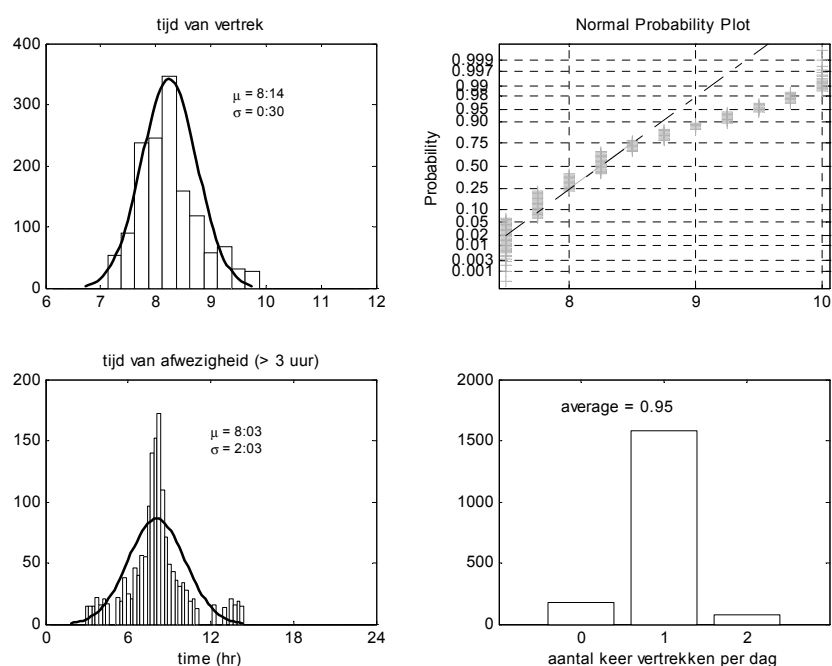 tijd van vertrek
400
300
200
100
0
μ = 8:14
σ = 0:30
6 7 8 9 10 11 12
Normal Probability Plot
Probability
0.999
0.997
0.99
0.98
0.95
0.90
0.75
0.50
0.25
0.10
0.05
0.02
0.01
0.003
0.001
8 9 10
tijd van afwezigheid (> 3 uur)
200
150
100
50
0
μ = 8:03
σ = 2:03
0 6 12 18 24
time (hr)
2000
1500
1000
500
0
average = 0.95
0 1 2
aantal keer vertrekken per dag